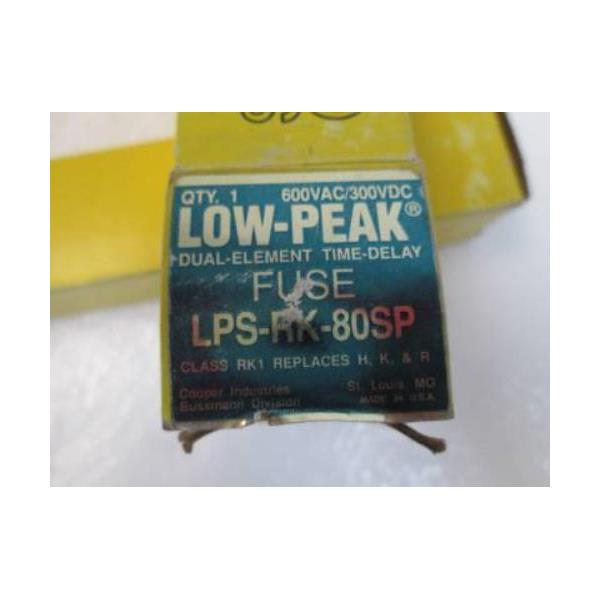 QTY. 1 600VAC/300VDC
LOW-PEAK®
DUAL-ELEMENT TIME-DELAY
FUSE
LPS-RK-80SP
CLASS RK1 REPLACES H, K, & R
Cooper Industries St. Louis, MO
Bussmann Division MADE IN U.S.A.